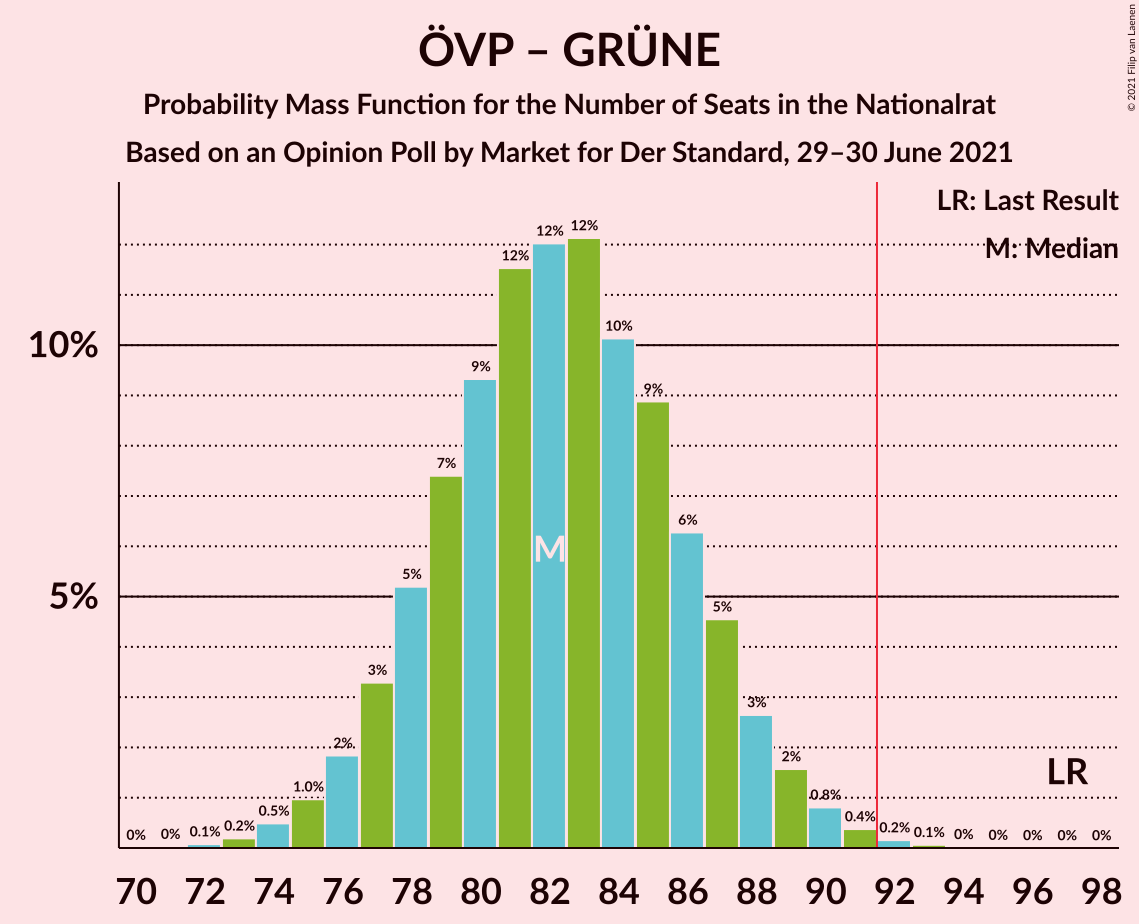 ÖVP – GRÜNE
Probability Mass Function for the Number of Seats in the Nationalrat
Based on an Opinion Poll by Market for Der Standard, 29–30 June 2021
© 2021 Filip van Laenen
LR: Last Result
M: Median
10%
5%
0% 0% 0.1% 0.2% 0.5% 1.0% 2% 3% 5% 7% 9% 12% 12% 12% 10% 9% 6% 5% 3% 2% 0.8% 0.4% 0.2% 0.1% 0% 0% 0% 0% 0%
M
LR
70 72 74 76 78 80 82 84 86 88 90 92 94 96 98